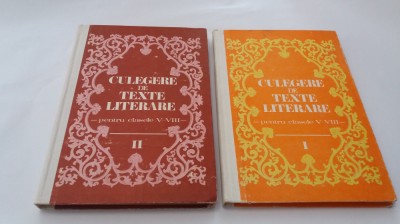 CULEGERE
DE
TEXTE
LITERARE
— pentru clasele V-VIII —
II
CULEGERE
DE
TEXTE
LITERARE
— pentru clasele V-VIII —
I